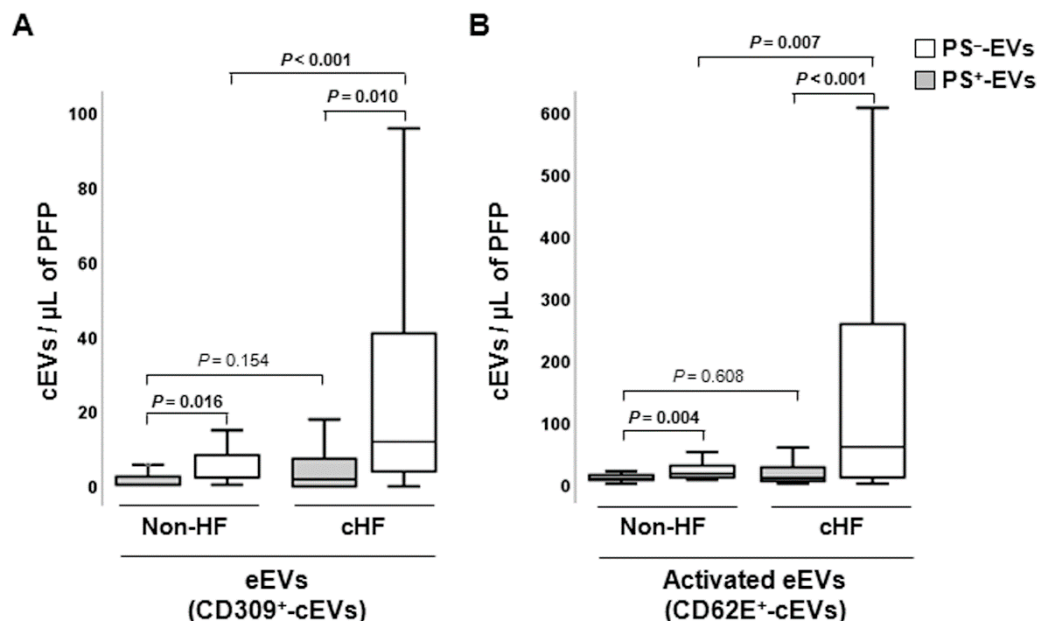 A
B
PS⁻-EVs
PS⁺-EVs
P < 0.001
P = 0.010
P = 0.154
P = 0.016
cEVs / µL of PFP
100
80
60
40
20
0
Non-HF
cHF
eEVs
(CD309⁺-cEVs)
P = 0.007
P < 0.001
P = 0.608
P = 0.004
cEVs / µL of PFP
600
500
400
300
200
100
0
Non-HF
cHF
Activated eEVs
(CD62E⁺-cEVs)